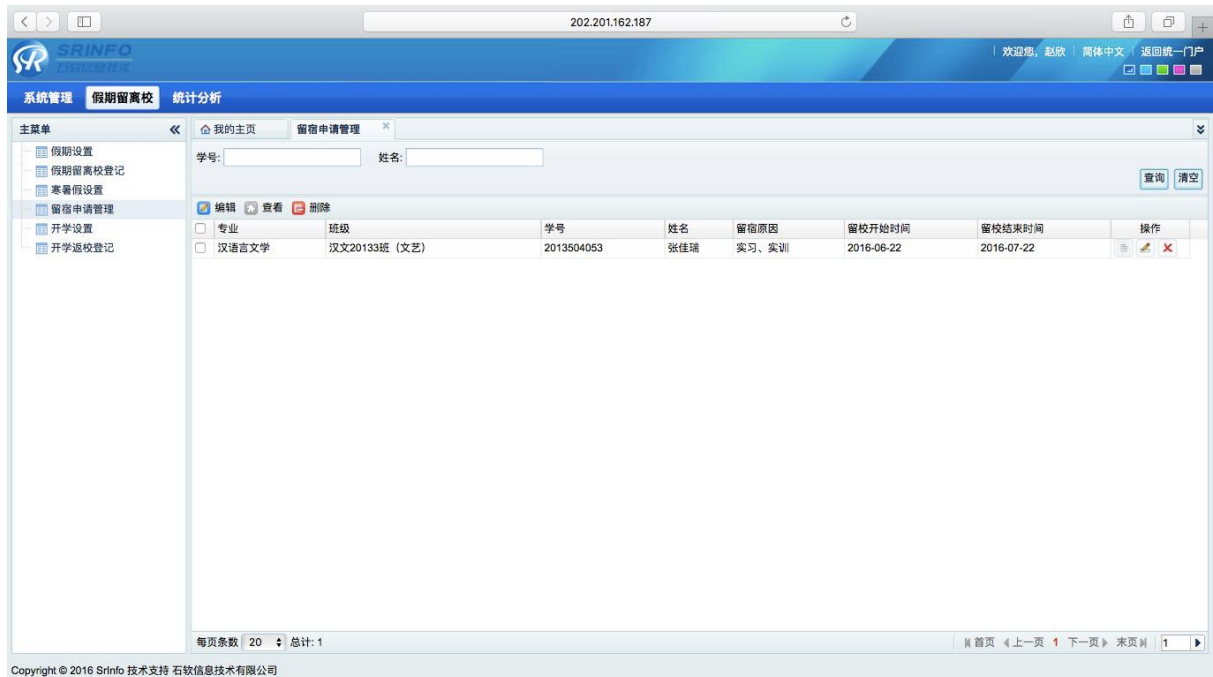 202.201.162.187
SRINFO
石软信息技术
欢迎您, 赵欣 简体中文 返回统一门户
系统管理 假期留离校 统计分析
主菜单
假期设置
假期留离校登记
寒暑假设置
留宿申请管理
开学设置
开学返校登记
我的主页 留宿申请管理
学号: 姓名:
查询 清空
编辑 查看 删除
专业 班级 学号 姓名 留宿原因 留校开始时间 留校结束时间 操作
汉语言文学 汉文20133班(文艺) 2013504053 张佳瑞 实习、实训 2016-06-22 2016-07-22
每页条数 20 总计: 1
首页 上一页 1 下一页 末页 1
Copyright © 2016 SrInfo 技术支持 石软信息技术有限公司